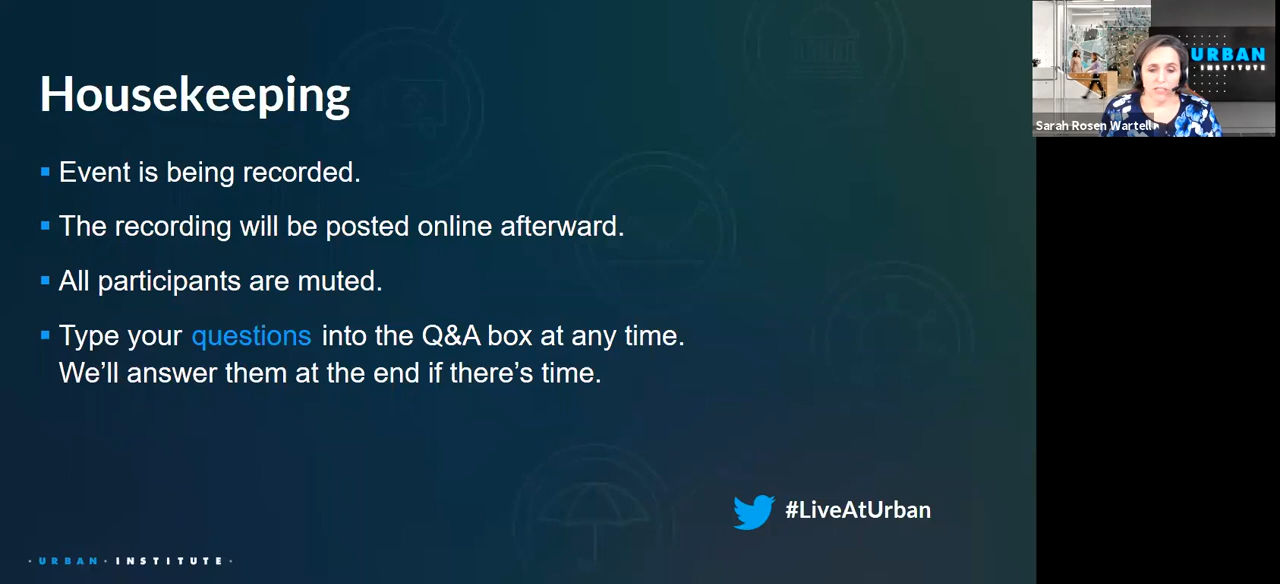 Housekeeping
Event is being recorded.
The recording will be posted online afterward.
All participants are muted.
Type your questions into the Q&A box at any time.
We'll answer them at the end if there's time.
#LiveAtUrban
URBAN · INSTITUTE
URBAN
INSTITUTE
Sarah Rosen Wartell